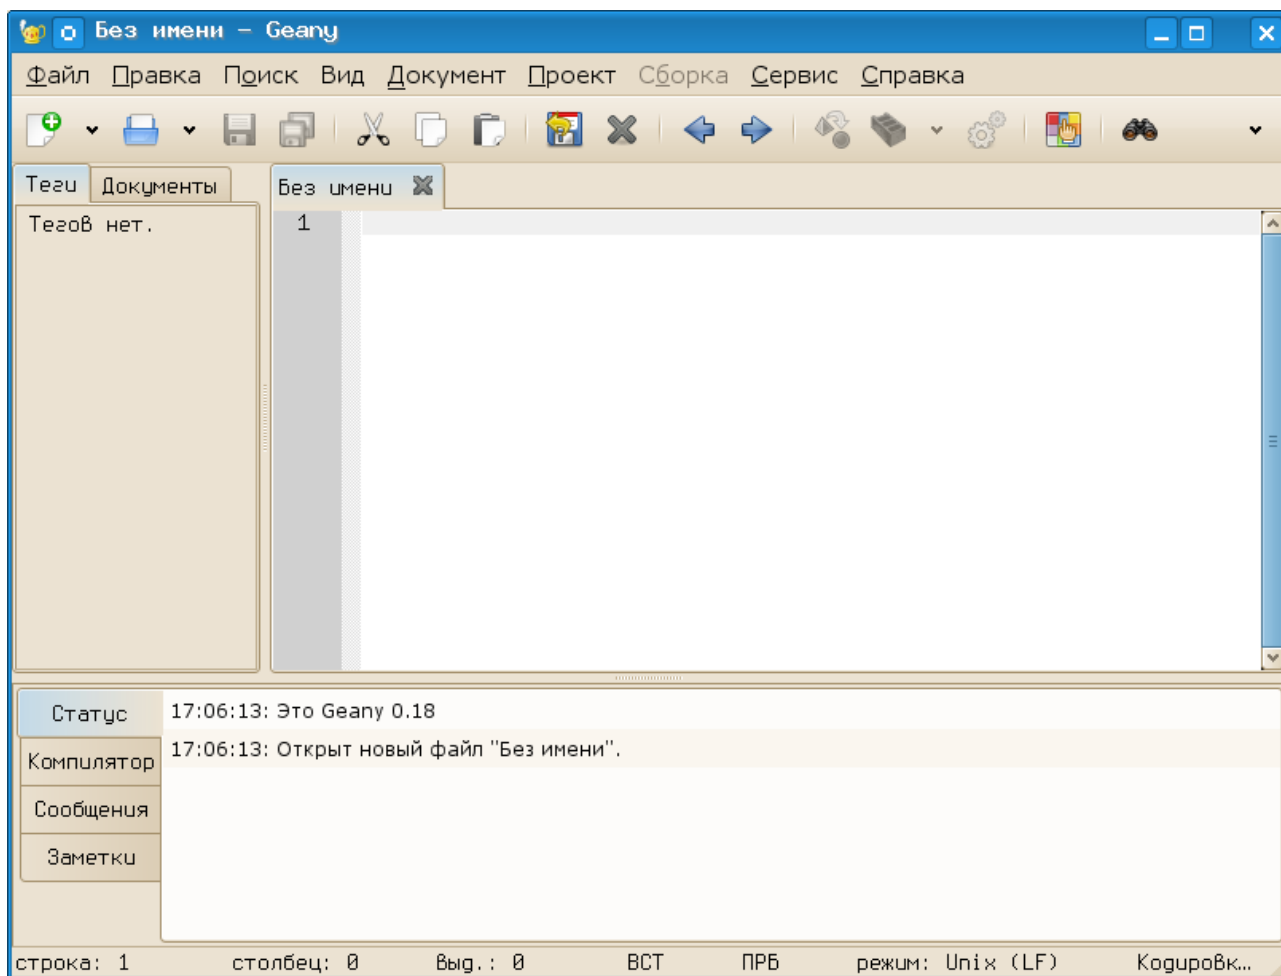 Без имени – Geany
Файл Правка Поиск Вид Документ Проект Сборка Сервис Справка
Теги Документы Без имени
Тегов нет. 1
Статус 17:06:13: Это Geany 0.18
17:06:13: Открыт новый файл "Без имени".
Компилятор
Сообщения
Заметки
строка: 1 столбец: 0 выд.: 0 ВСТ ПРБ режим: Unix (LF) Кодировк...